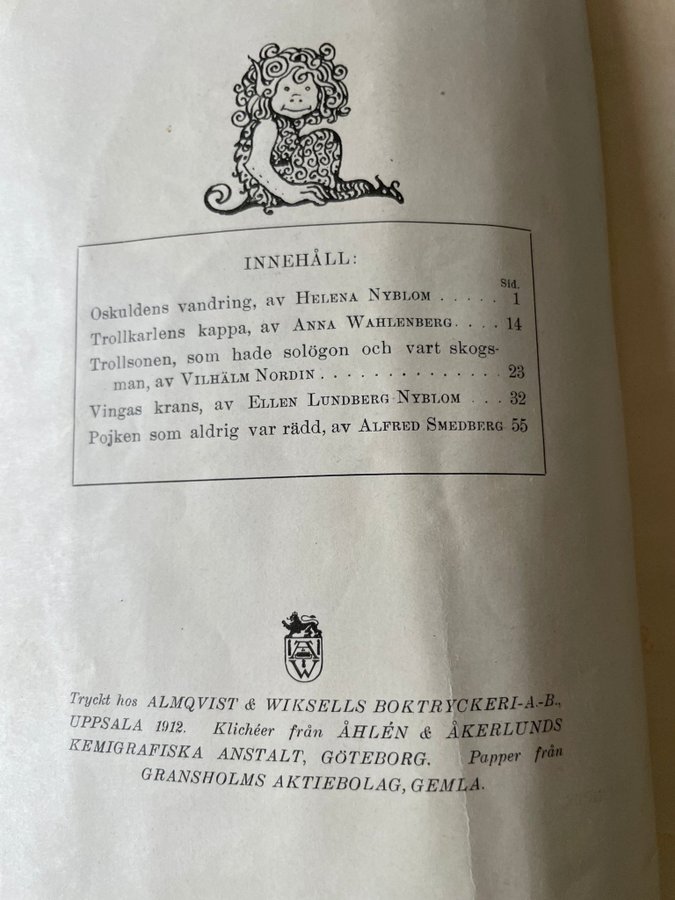 INNEHÅLL:
Sid.
Oskuldens vandring, av HELENA NYBLOM . . . . . 1
Trollkarlens kappa, av ANNA WAHLENBERG. . . . 14
Trollsonen, som hade solögon och vart skogs-
man, av VILHÄLM NORDIN . . . . . . . . . . . . 23
Vingas krans, av ELLEN LUNDBERG-NYBLOM . . . 32
Pojken som aldrig var rädd, av ALFRED SMEDBERG 55
A W
Tryckt hos ALMQVIST & WIKSELLS BOKTRYCKERI-A.-B.,
UPPSALA 1912. Klichéer från ÅHLÉN & ÅKERLUNDS
KEMIGRAFISKA ANSTALT, GÖTEBORG. Papper från
GRANSHOLMS AKTIEBOLAG, GEMLA.